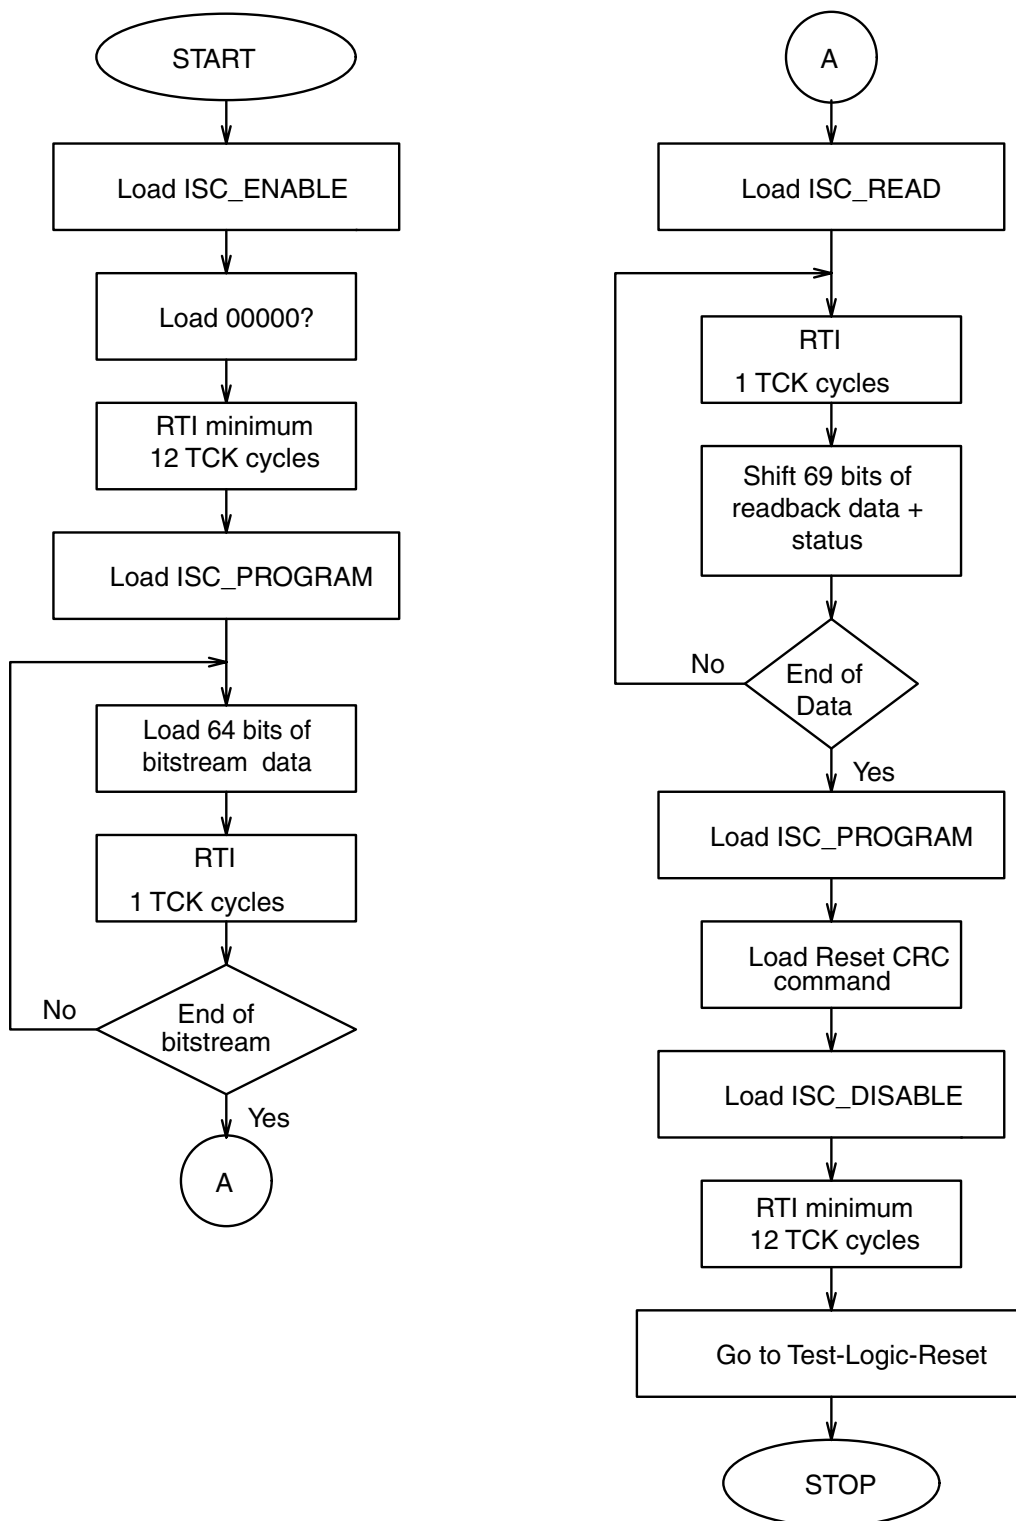 START
Load ISC_ENABLE
Load 00000?
RTI minimum
12 TCK cycles
Load ISC_PROGRAM
Load 64 bits of
bitstream data
RTI
1 TCK cycles
End of
bitstream
No
Yes
A
A
Load ISC_READ
RTI
1 TCK cycles
Shift 69 bits of
readback data +
status
End of
Data
No
Yes
Load ISC_PROGRAM
Load Reset CRC
command
Load ISC_DISABLE
RTI minimum
12 TCK cycles
Go to Test-Logic-Reset
STOP